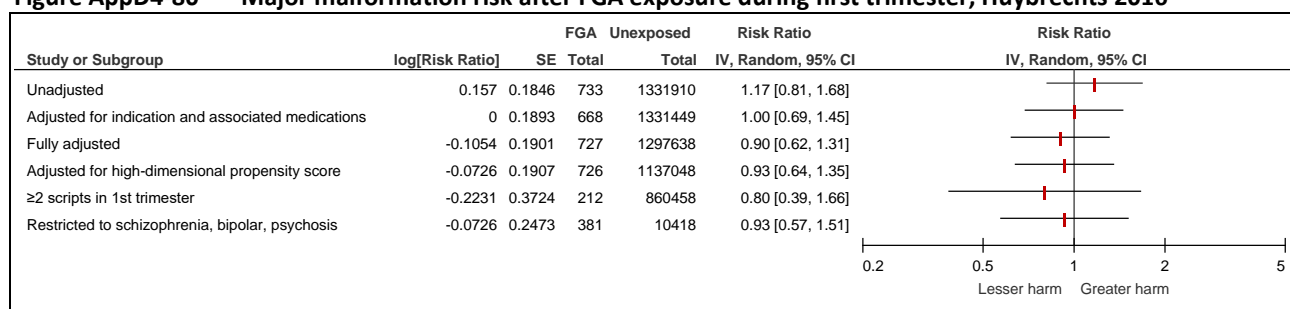 Figure AppD4-80 Major malformation risk after FGA exposure during first trimester, Huybrechts 2016
FGA Unexposed Risk Ratio Risk Ratio
Study or Subgroup log[Risk Ratio] SE Total Total IV, Random, 95% CI IV, Random, 95% CI
Unadjusted 0.157 0.1846 733 1331910 1.17 [0.81, 1.68]
Adjusted for indication and associated medications 0 0.1893 668 1331449 1.00 [0.69, 1.45]
Fully adjusted -0.1054 0.1901 727 1297638 0.90 [0.62, 1.31]
Adjusted for high-dimensional propensity score -0.0726 0.1907 726 1137048 0.93 [0.64, 1.35]
≥2 scripts in 1st trimester -0.2231 0.3724 212 860458 0.80 [0.39, 1.66]
Restricted to schizophrenia, bipolar, psychosis -0.0726 0.2473 381 10418 0.93 [0.57, 1.51]
0.2 0.5 1 2 5
Lesser harm Greater harm